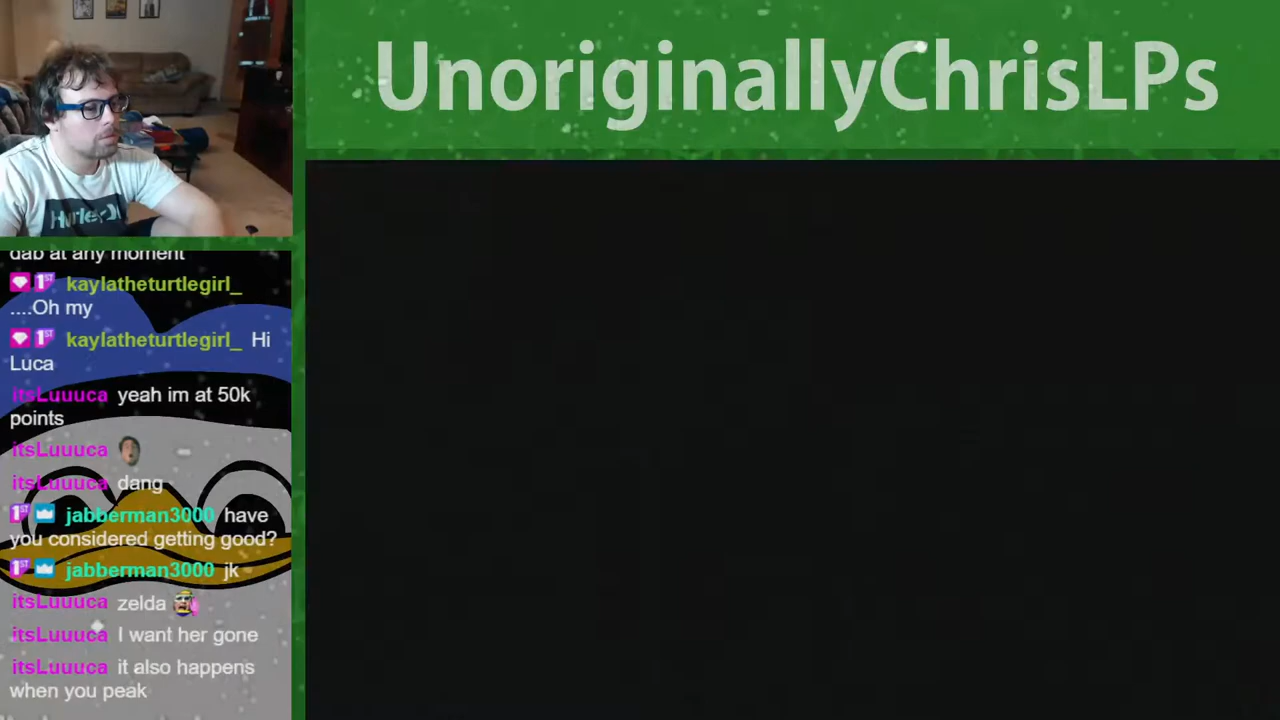 UnoriginallyChrisLPs
Hurley
dab at any moment
kaylatheturtlegirl_
....Oh my
kaylatheturtlegirl_ Hi
Luca
itsLuuuca yeah im at 50k
points
itsLuuuca
itsLuuuca dang
1ST jabberman3000 have
you considered getting good?
1ST jabberman3000 jk
itsLuuuca zelda
itsLuuuca I want her gone
itsLuuuca it also happens
when you peak